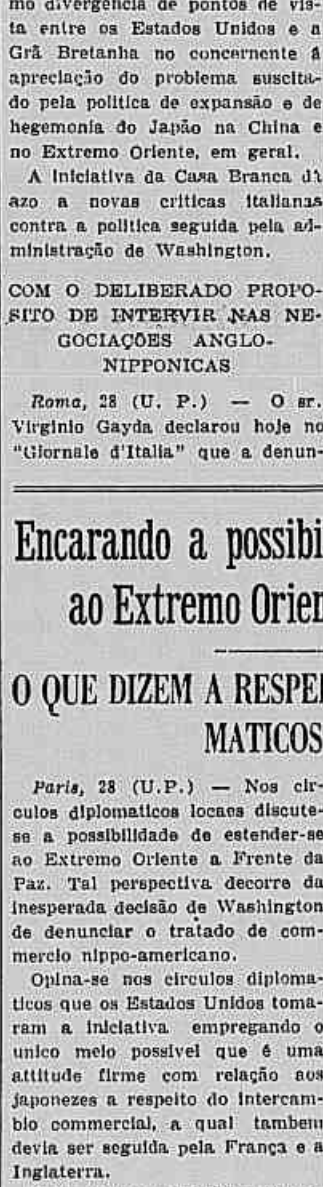 mo divergencia de pontos de vis-
ta entre os Estados Unidos e a
Grã Bretanha no concernente á
apreciação do problema suscita-
do pela politica de expansão e de
hegemonia do Japão na China e
no Extremo Oriente, em geral.
A iniciativa da Casa Branca dá
azo a novas criticas italianas
contra a politica seguida pela ad-
ministração de Washington.
COM O DELIBERADO PROPO-
SITO DE INTERVIR NAS NE-
GOCIAÇÕES ANGLO-
NIPPONICAS
Roma, 28 (U. P.) — O sr.
Virginio Gayda declarou hoje no
"Giornale d'Italia" que a denun-
Encarando a possibi
ao Extremo Orien
O QUE DIZEM A RESPEI
MATICOS
Paris, 28 (U.P.) — Nos cir-
culos diplomaticos locaes discute-
se a possibilidade de estender-se
ao Extremo Oriente a Frente da
Paz. Tal perspectiva decorre da
inesperada decisão de Washington
de denunciar o tratado de com-
mercio nippo-americano.
Opina-se nos circulos diploma-
ticos que os Estados Unidos toma-
ram a iniciativa empregando o
unico meio possivel que é uma
attitude firme com relação aos
japonezes a respeito do intercam-
bio commercial, a qual tambem
devia ser seguida pela França e a
Inglaterra.